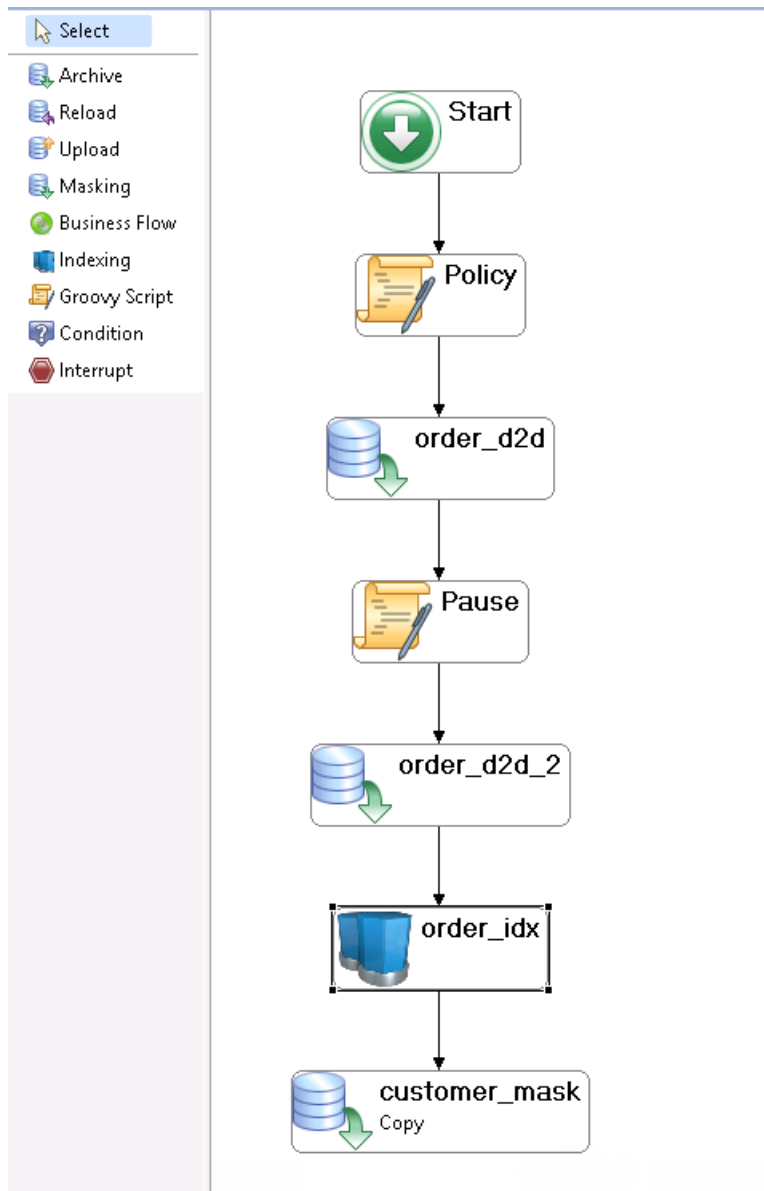 Select
Archive
Reload
Upload
Masking
Business Flow
Indexing
Groovy Script
Condition
Interrupt
Start
Policy
order_d2d
Pause
order_d2d_2
order_idx
customer_mask
Copy